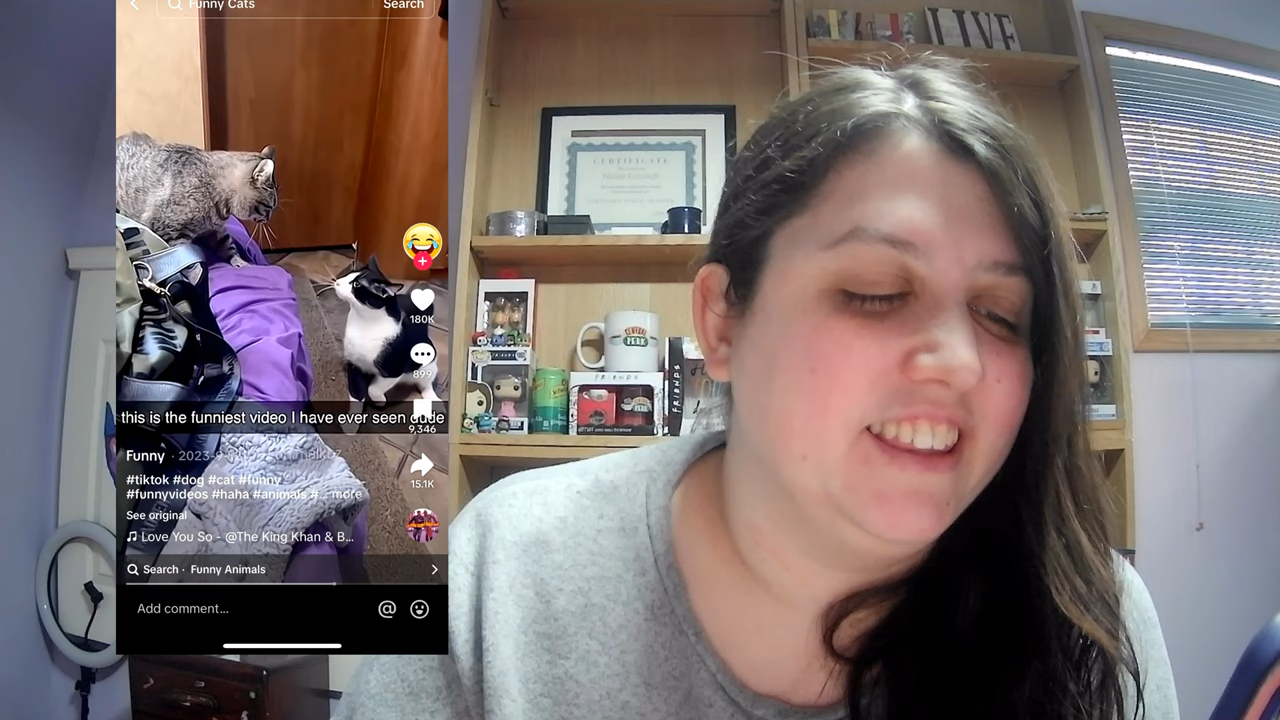 Funny Cats
Search
180K
899
this is the funniest video I have ever seen dude
9,346
Funny
#tiktok #dog #cat #funny
#funnyvideos #haha #animals #... more
15.1K
See original
Love You So - @The King Khan & B...
Search · Funny Animals
Add comment...
LIVE
CERTIFICATE
CENTRAL
PERK
FRIENDS
FRIENDS